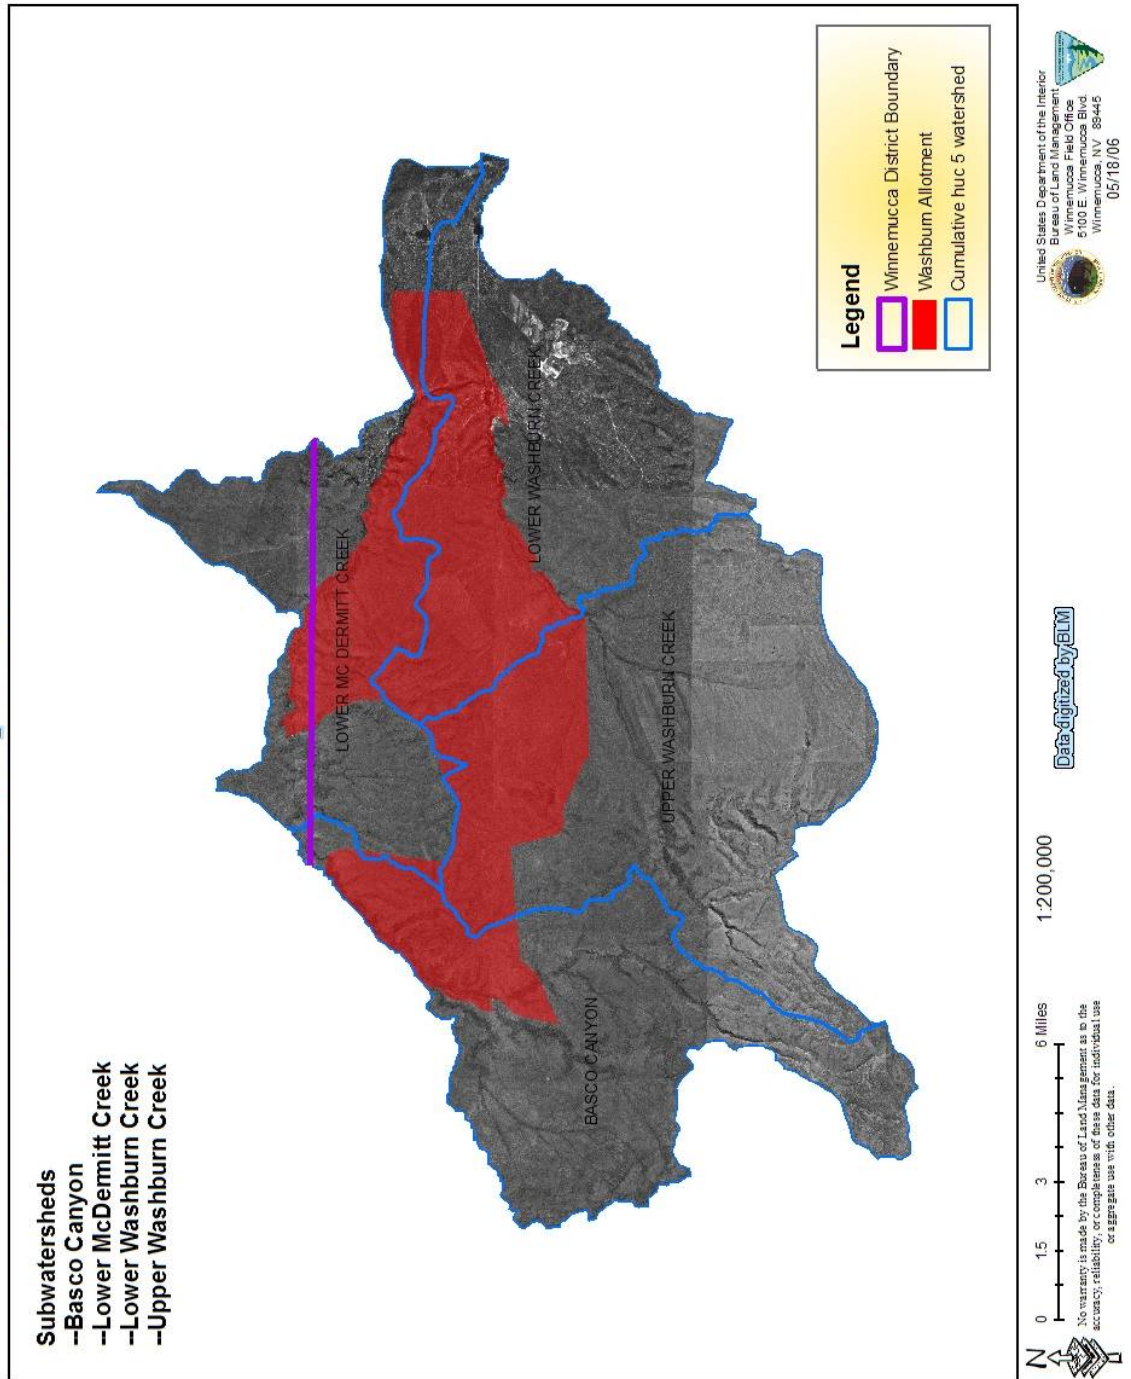 Subwatersheds
--Basco Canyon
--Lower McDermitt Creek
--Lower Washburn Creek
--Upper Washburn Creek
LOWER MC DERMITT CREEK
LOWER WASHBURN CREEK
UPPER WASHBURN CREEK
BASCO CANYON
Legend
Winnemucca District Boundary
Washburn Allotment
Cumulative huc 5 watershed
N
0 1.5 3 6 Miles
1:200,000
Data digitized by BLM
No warranty is made by the Bureau of Land Management as to the
accuracy, reliability, or completeness of these data for individual use
or aggregate use with other data.
United States Department of the Interior
Bureau of Land Management
Winnemucca Field Office
5100 E. Winnemucca Blvd.
Winnemucca, NV 89445
05/18/06